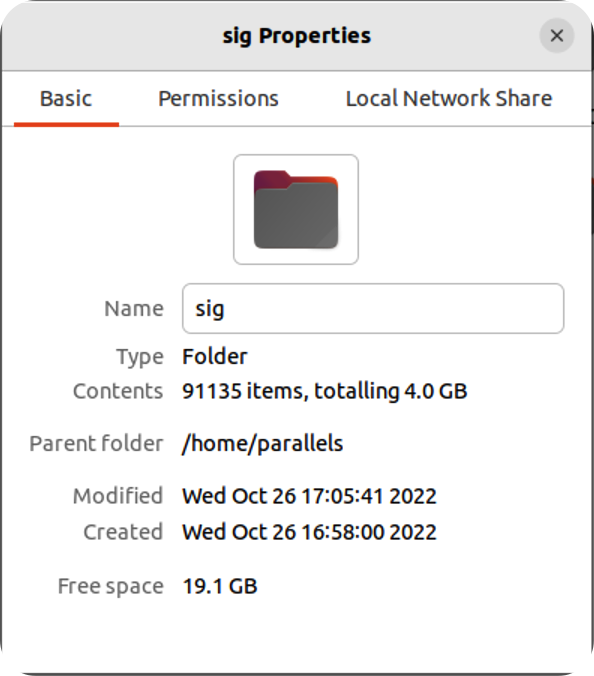 sig Properties
Basic Permissions Local Network Share
Name sig
Type Folder
Contents 91135 items, totalling 4.0 GB
Parent folder /home/parallels
Modified Wed Oct 26 17:05:41 2022
Created Wed Oct 26 16:58:00 2022
Free space 19.1 GB